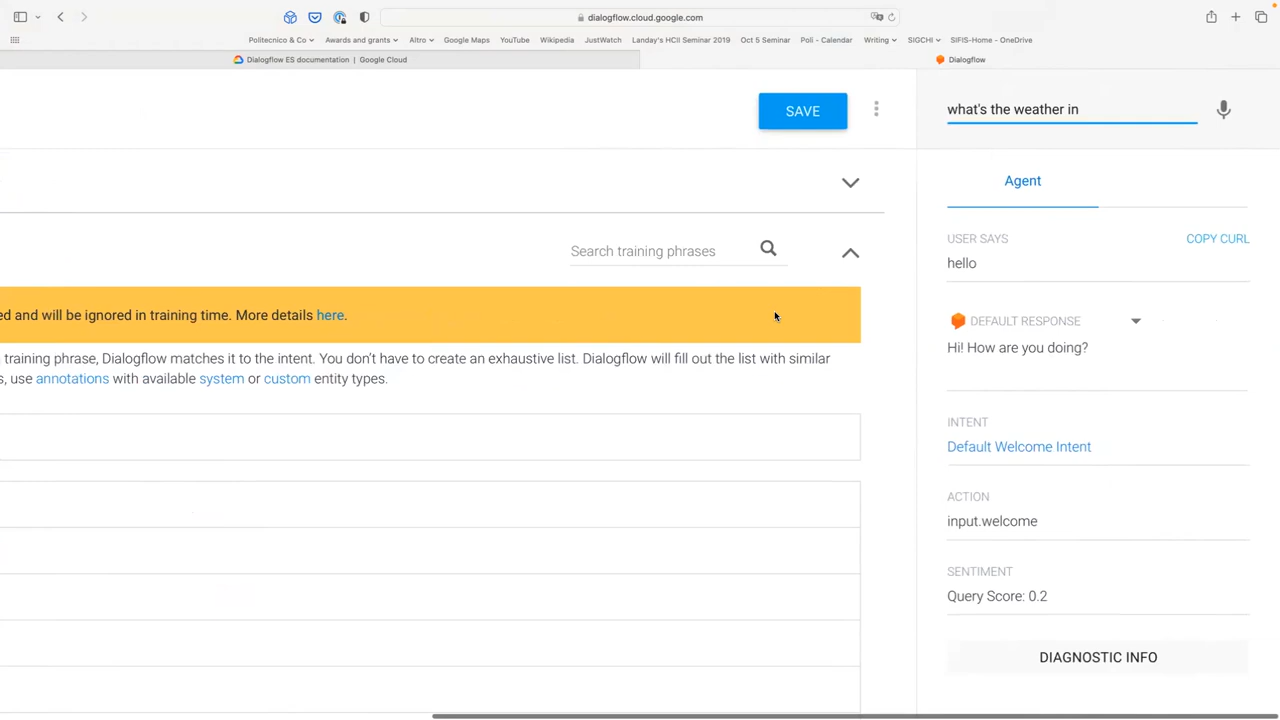 dialogflow.cloud.google.com
Politecnico & Co
Awards and grants
Altro
Google Maps
YouTube
Wikipedia
JustWatch
Landay's HCII Seminar 2019
Oct 5 Seminar
Poli - Calendar
Writing
SIGCHI
SIFIS-Home - OneDrive
Dialogflow ES documentation | Google Cloud
Dialogflow
SAVE
what's the weather in
Agent
Search training phrases
USER SAYS
COPY CURL
hello
ed and will be ignored in training time. More details here.
DEFAULT RESPONSE
Hi! How are you doing?
training phrase, Dialogflow matches it to the intent. You don't have to create an exhaustive list. Dialogflow will fill out the list with similar
s, use annotations with available system or custom entity types.
INTENT
Default Welcome Intent
ACTION
input.welcome
SENTIMENT
Query Score: 0.2
DIAGNOSTIC INFO